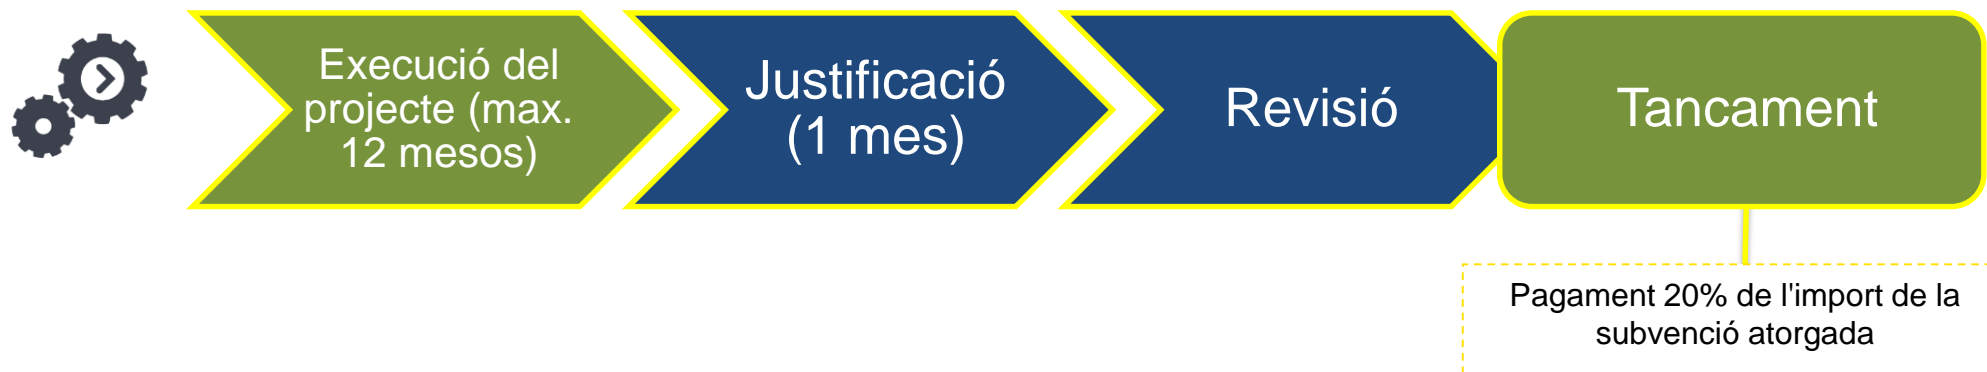 Execució del
projecte (max.
12 mesos)
Justificació
(1 mes)
Revisió
Tancament
Pagament 20% de l'import de la
subvenció atorgada